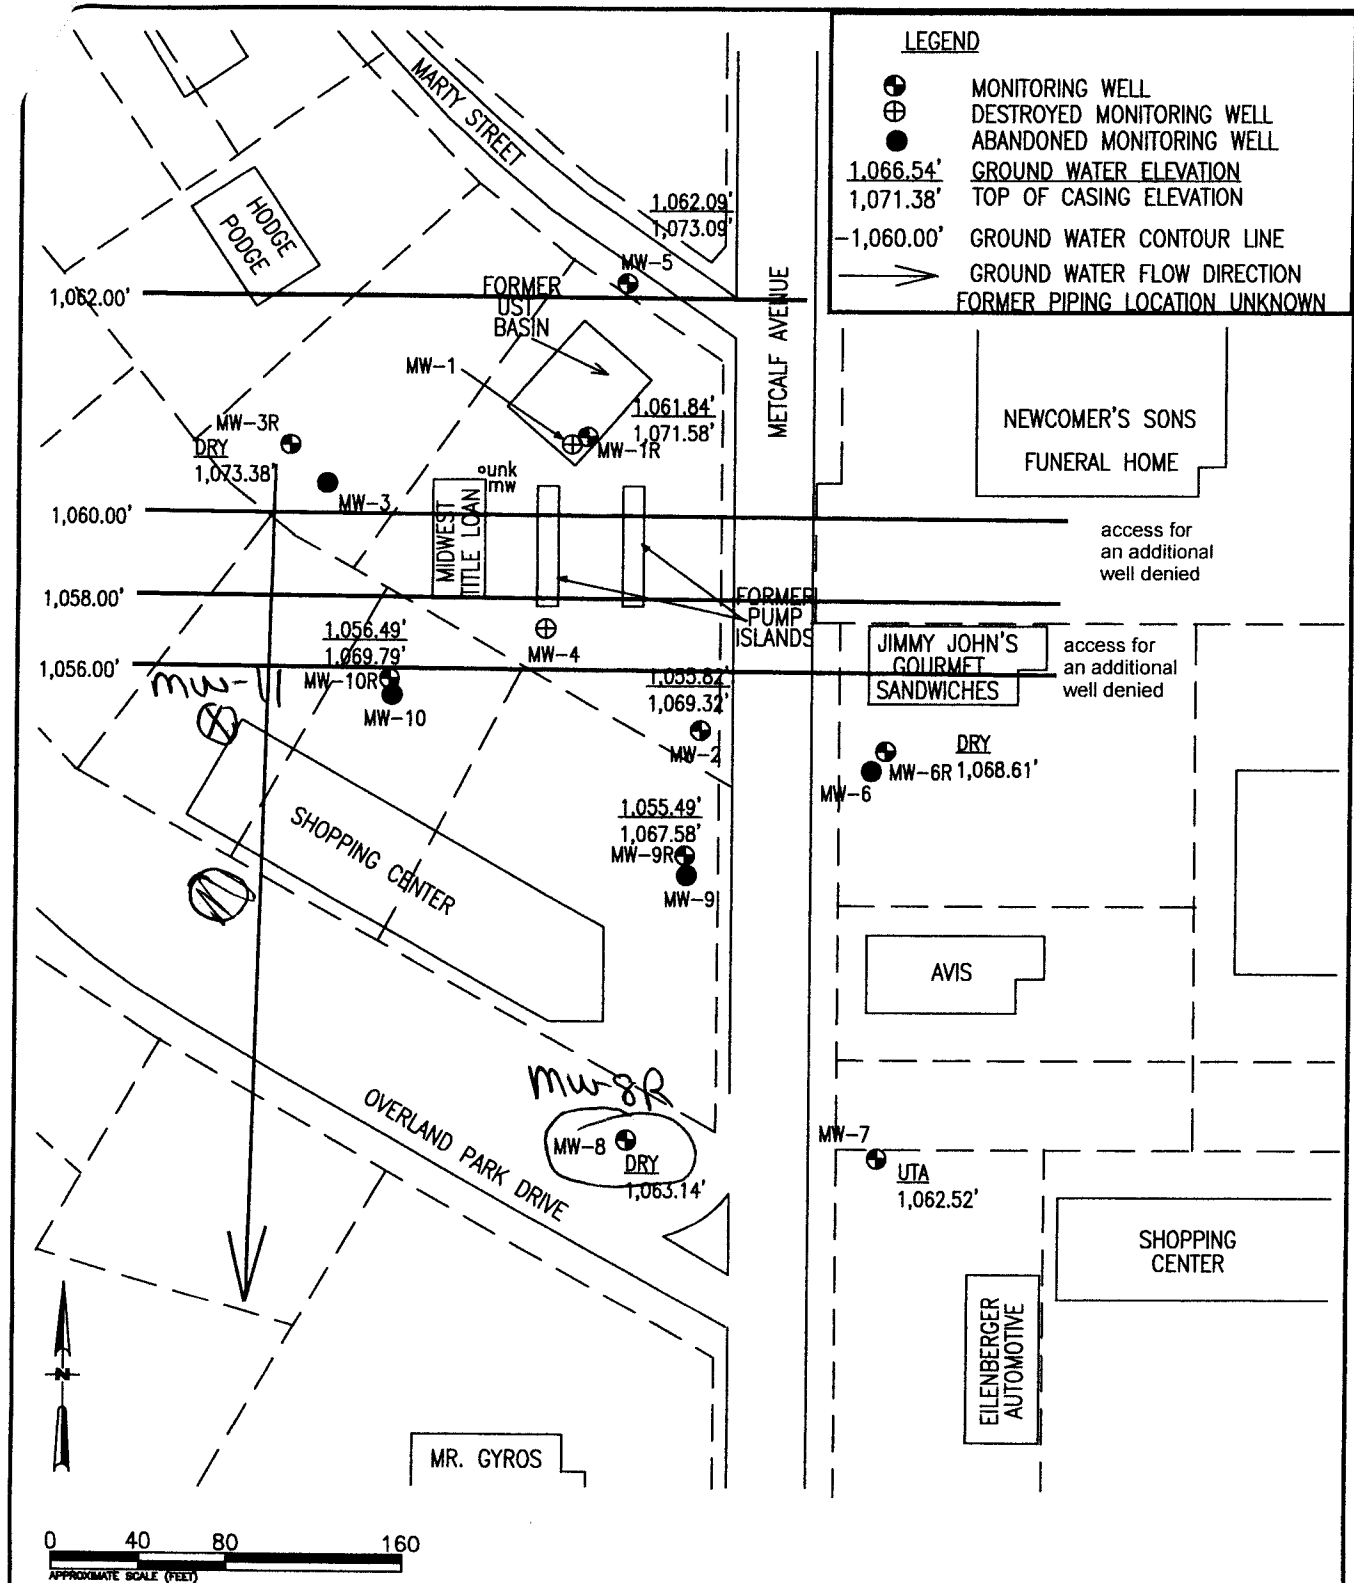 LEGEND
MONITORING WELL
DESTROYED MONITORING WELL
ABANDONED MONITORING WELL
1,066.54' GROUND WATER ELEVATION
1,071.38' TOP OF CASING ELEVATION
-1,060.00' GROUND WATER CONTOUR LINE
GROUND WATER FLOW DIRECTION
FORMER PIPING LOCATION UNKNOWN
MARTY STREET
HODGE
PODGE
1,062.09'
1,073.09'
MW-5
1,062.00'
FORMER
UST
BASIN
METCALF AVENUE
MW-1
1,061.84'
1,071.58'
MW-1R
NEWCOMER'S SONS
FUNERAL HOME
MW-3R
DRY
1,073.38'
MW-3
unk
mw
MIDWEST
TITLE LOAN
1,060.00'
access for
an additional
well denied
1,058.00'
FORMER
PUMP
ISLANDS
1,056.49'
1,069.79'
MW-10R
MW-10
MW-4
JIMMY JOHN'S
GOURMET
SANDWICHES
access for
an additional
well denied
1,056.00'
MW-11
1,055.82'
1,069.32'
MW-2
DRY
MW-6R 1,068.61'
MW-6
1,055.49'
1,067.58'
MW-9R
MW-9
SHOPPING CENTER
AVIS
MW-8R
OVERLAND PARK DRIVE
MW-8
DRY
1,063.14'
MW-7
UTA
1,062.52'
SHOPPING
CENTER
EILENBERGER
AUTOMOTIVE
N
MR. GYROS
0 40 80 160
APPROXIMATE SCALE (FEET)